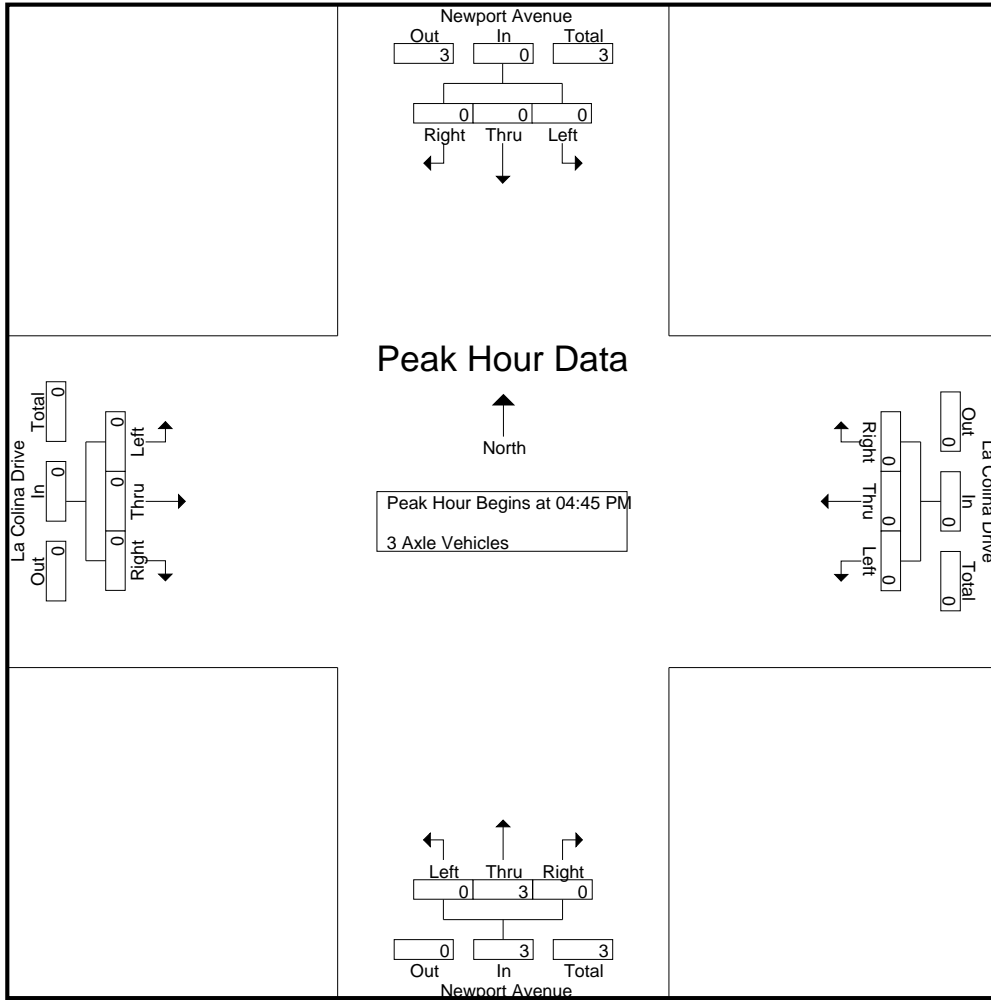 Newport Avenue
Out In Total
3 0 3
0 0 0
Right Thru Left
Peak Hour Data
North
Peak Hour Begins at 04:45 PM
3 Axle Vehicles
La Colina Drive
Total In Out
0 0 0
0 0 0
Left Thru Right
La Colina Drive
Out In Total
0 0 0
0 0 0
Right Thru Left
Left Thru Right
0 3 0
0 3 3
Out In Total
Newport Avenue